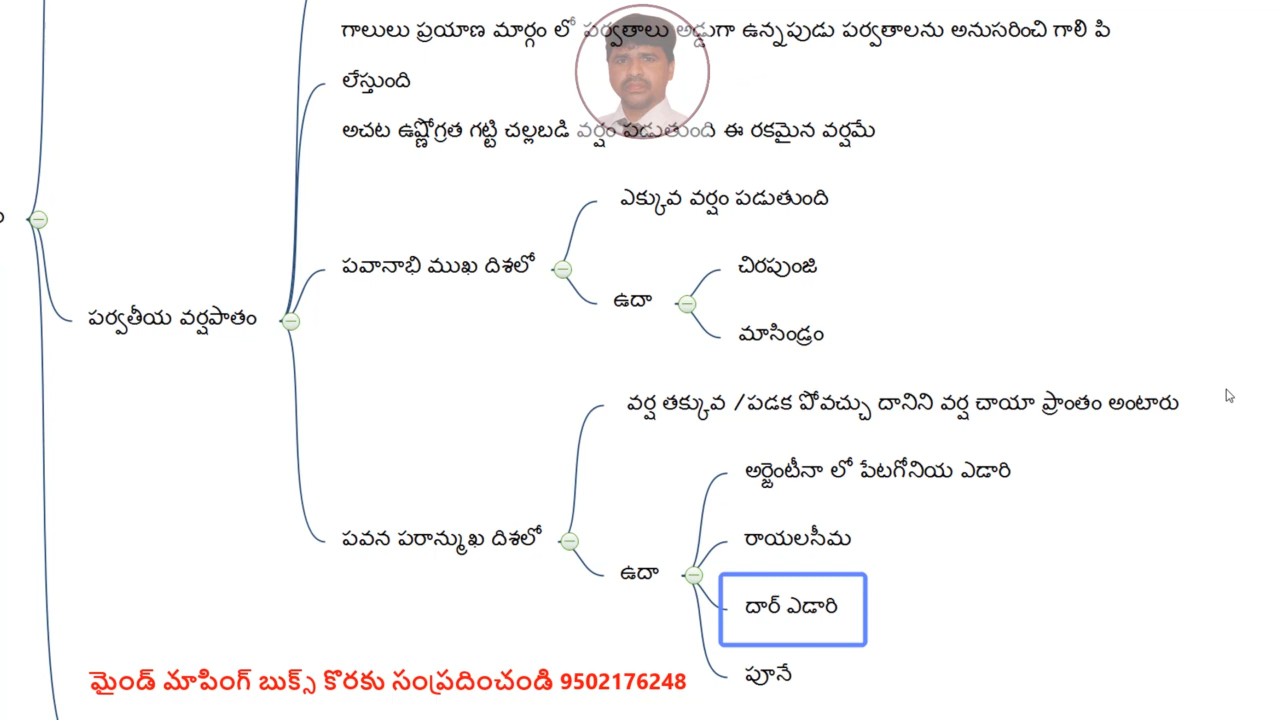 గాలులు ప్రయాణ మార్గం లో పర్వతాలు అడ్డుగా ఉన్నపుడు పర్వతాలను అనుసరించి గాలి పి
లేస్తుంది
అచట ఉష్ణోగ్రత గట్టి చల్లబడి వర్షం పడుతుంది ఈ రకమైన వర్షమే
ఎక్కువ వర్షం పడుతుంది
పవానాభి ముఖ దిశలో
చిరపుంజి
ఉదా
మాసిండ్రం
పర్వతీయ వర్షపాతం
వర్ష తక్కువ /పడక పోవచ్చు దానిని వర్ష చాయా ప్రాంతం అంటారు
అర్జెంటీనా లో పేటగోనియ ఎడారి
పవన పరాన్ముఖ దిశలో
రాయలసీమ
ఉదా
దార్ ఎడారి
పూనే
మైండ్ మాపింగ్ బుక్స్ కొరకు సంప్రదించండి 9502176248